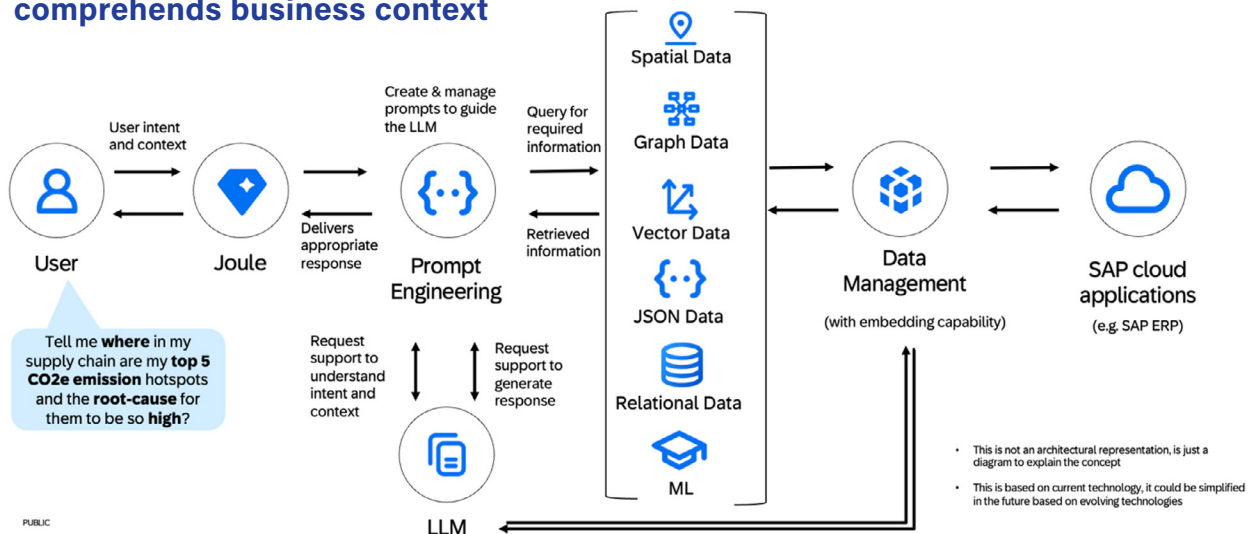 comprehends business context
Spatial Data
Graph Data
Vector Data
JSON Data
Relational Data
ML
User intent
and context
Create & manage
prompts to guide
the LLM
Query for
required
information
Delivers
appropriate
response
Retrieved
information
User
Joule
Prompt
Engineering
Data
Management
(with embedding capability)
SAP cloud
applications
(e.g. SAP ERP)
Tell me where in my
supply chain are my top 5
CO2e emission hotspots
and the root-cause for
them to be so high?
Request
support to
understand
intent and
context
Request
support to
generate
response
LLM
• This is not an architectural representation, is just a
diagram to explain the concept
• This is based on current technology, it could be simplified
in the future based on evolving technologies
PUBLIC